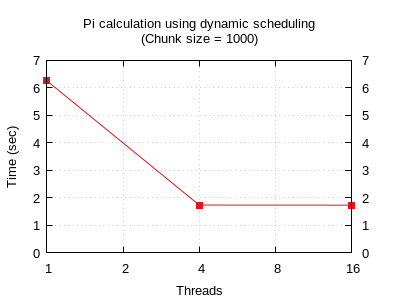 Pi calculation using dynamic scheduling
(Chunk size = 1000)
7 7
6 6
5 5
4 4
3 3
2 2
1 1
0 0
Time (sec)
1 2 4 8 16
Threads